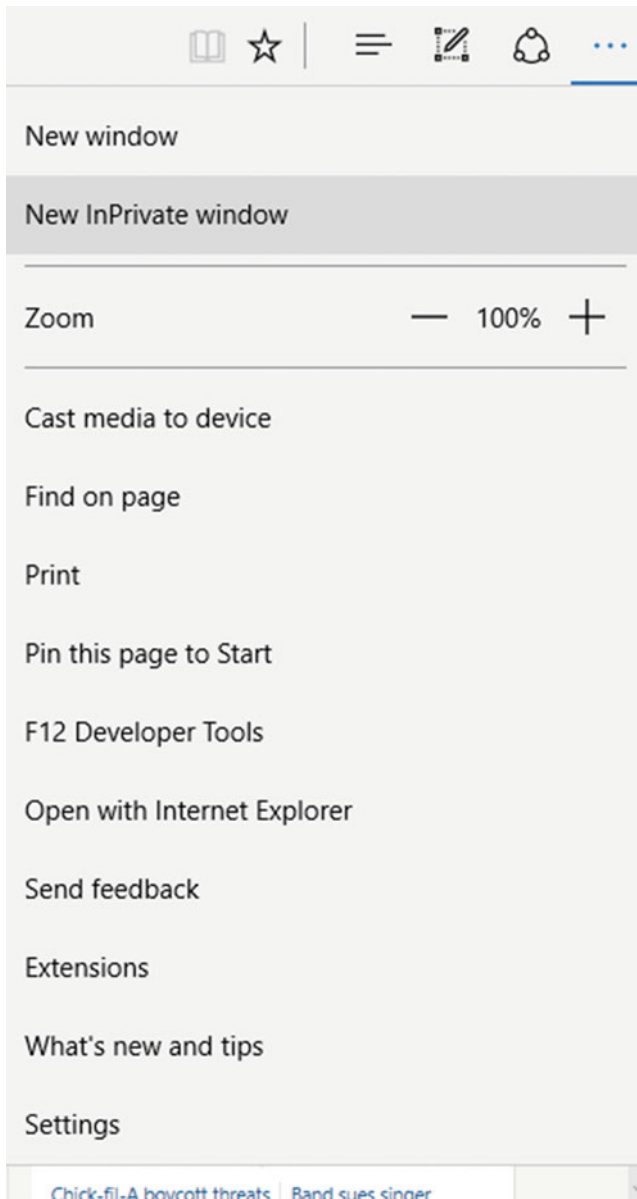 New window
New InPrivate window
Zoom — 100% +
Cast media to device
Find on page
Print
Pin this page to Start
F12 Developer Tools
Open with Internet Explorer
Send feedback
Extensions
What's new and tips
Settings
Chick-fil-A boycott threats | Band sues singer